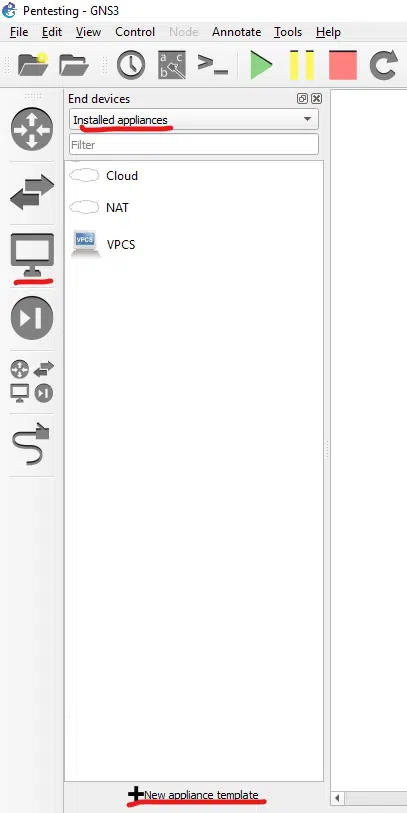 Pentesting - GNS3
File Edit View Control Node Annotate Tools Help
a b
c
End devices
Installed appliances
Filter
Cloud
NAT
VPCS
VPCS
New appliance template